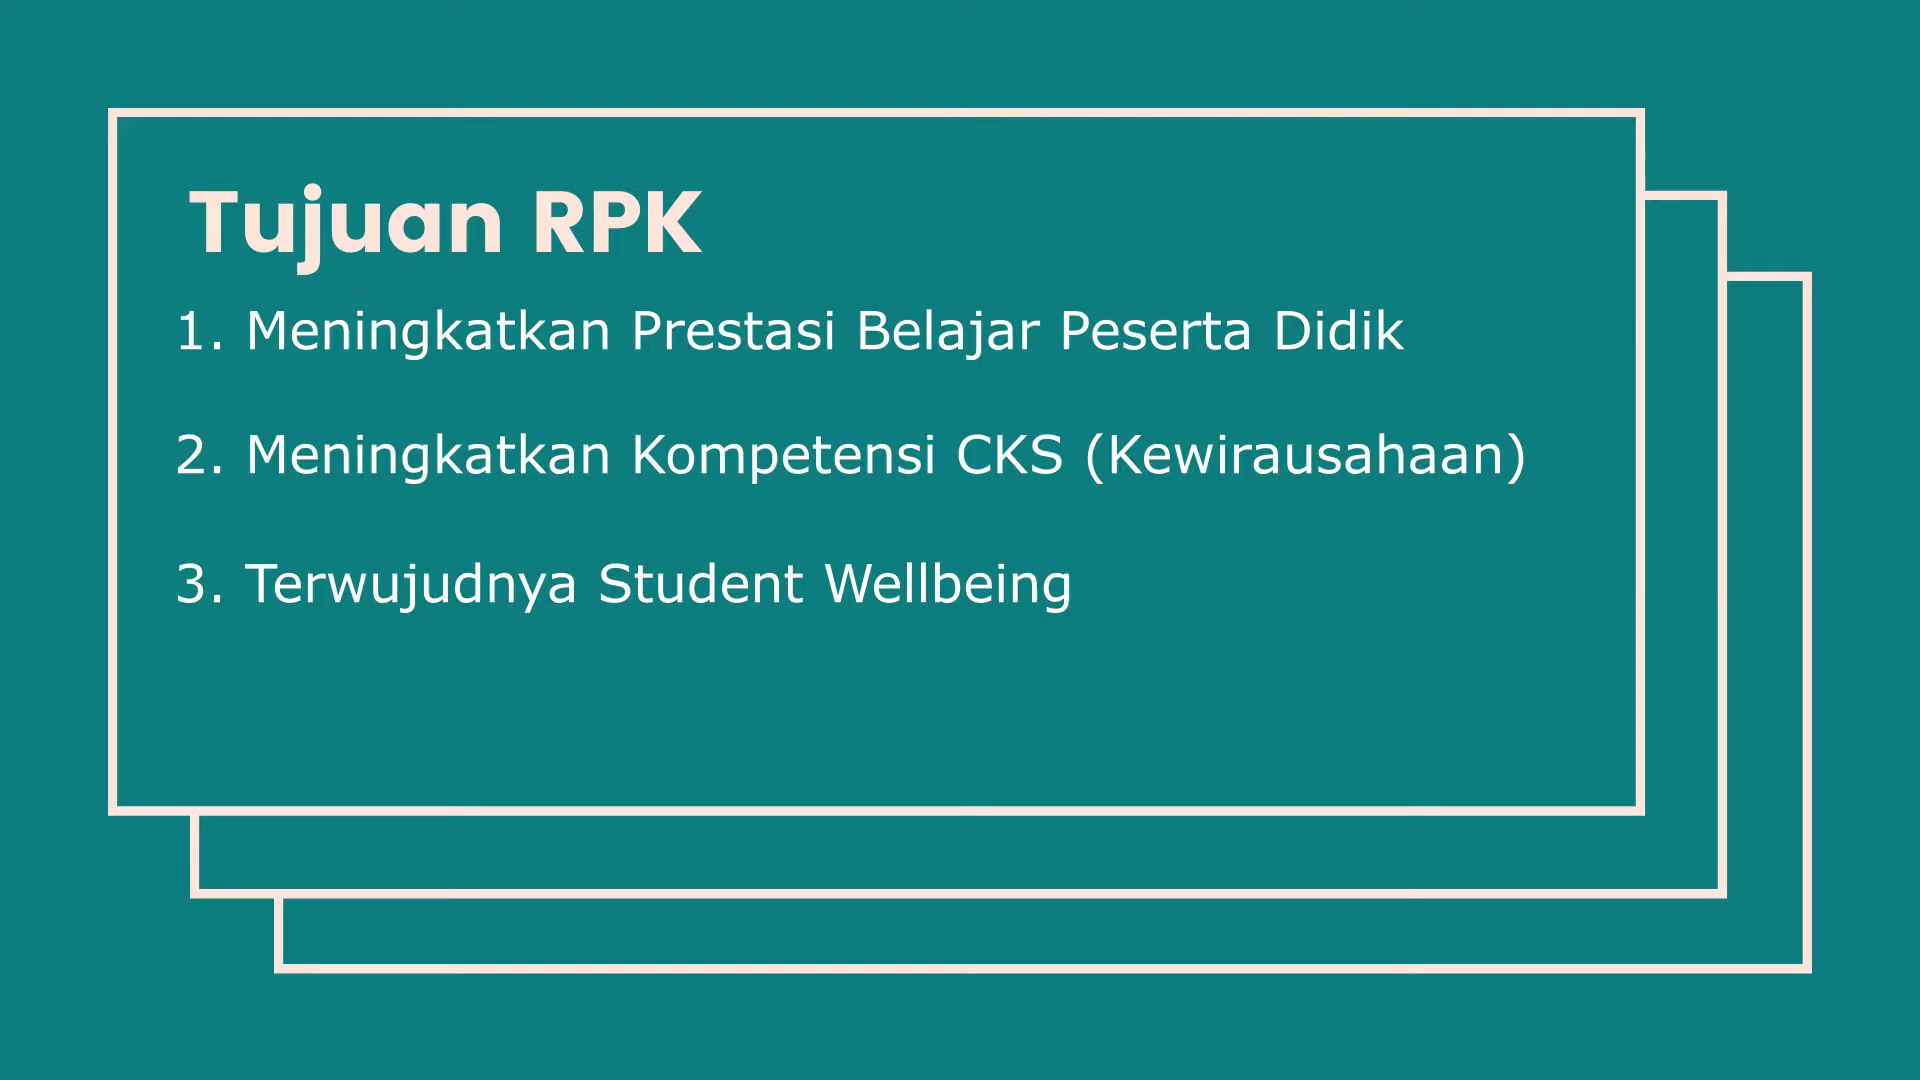 Tujuan RPK
1. Meningkatkan Prestasi Belajar Peserta Didik
2. Meningkatkan Kompetensi CKS (Kewirausahaan)
3. Terwujudnya Student Wellbeing